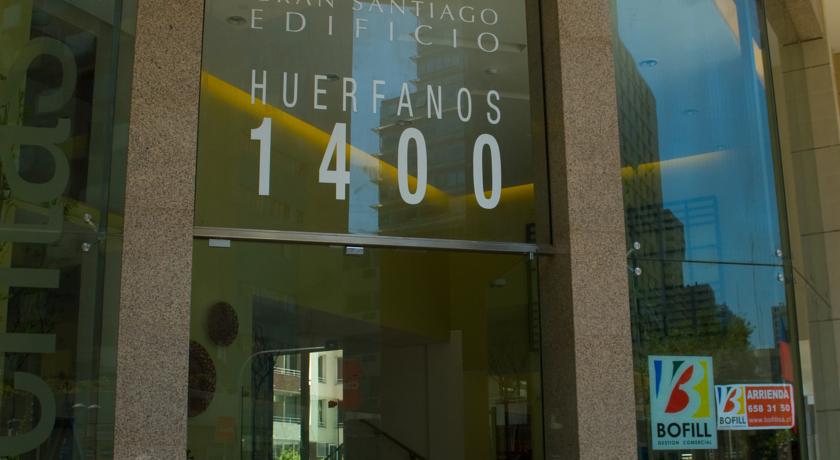 GRAN SANTIAGO
EDIFICIO
HUERFANOS
1400
BOFILL
GESTION COMERCIAL
BOFILL
ARRIENDA
658 31 50